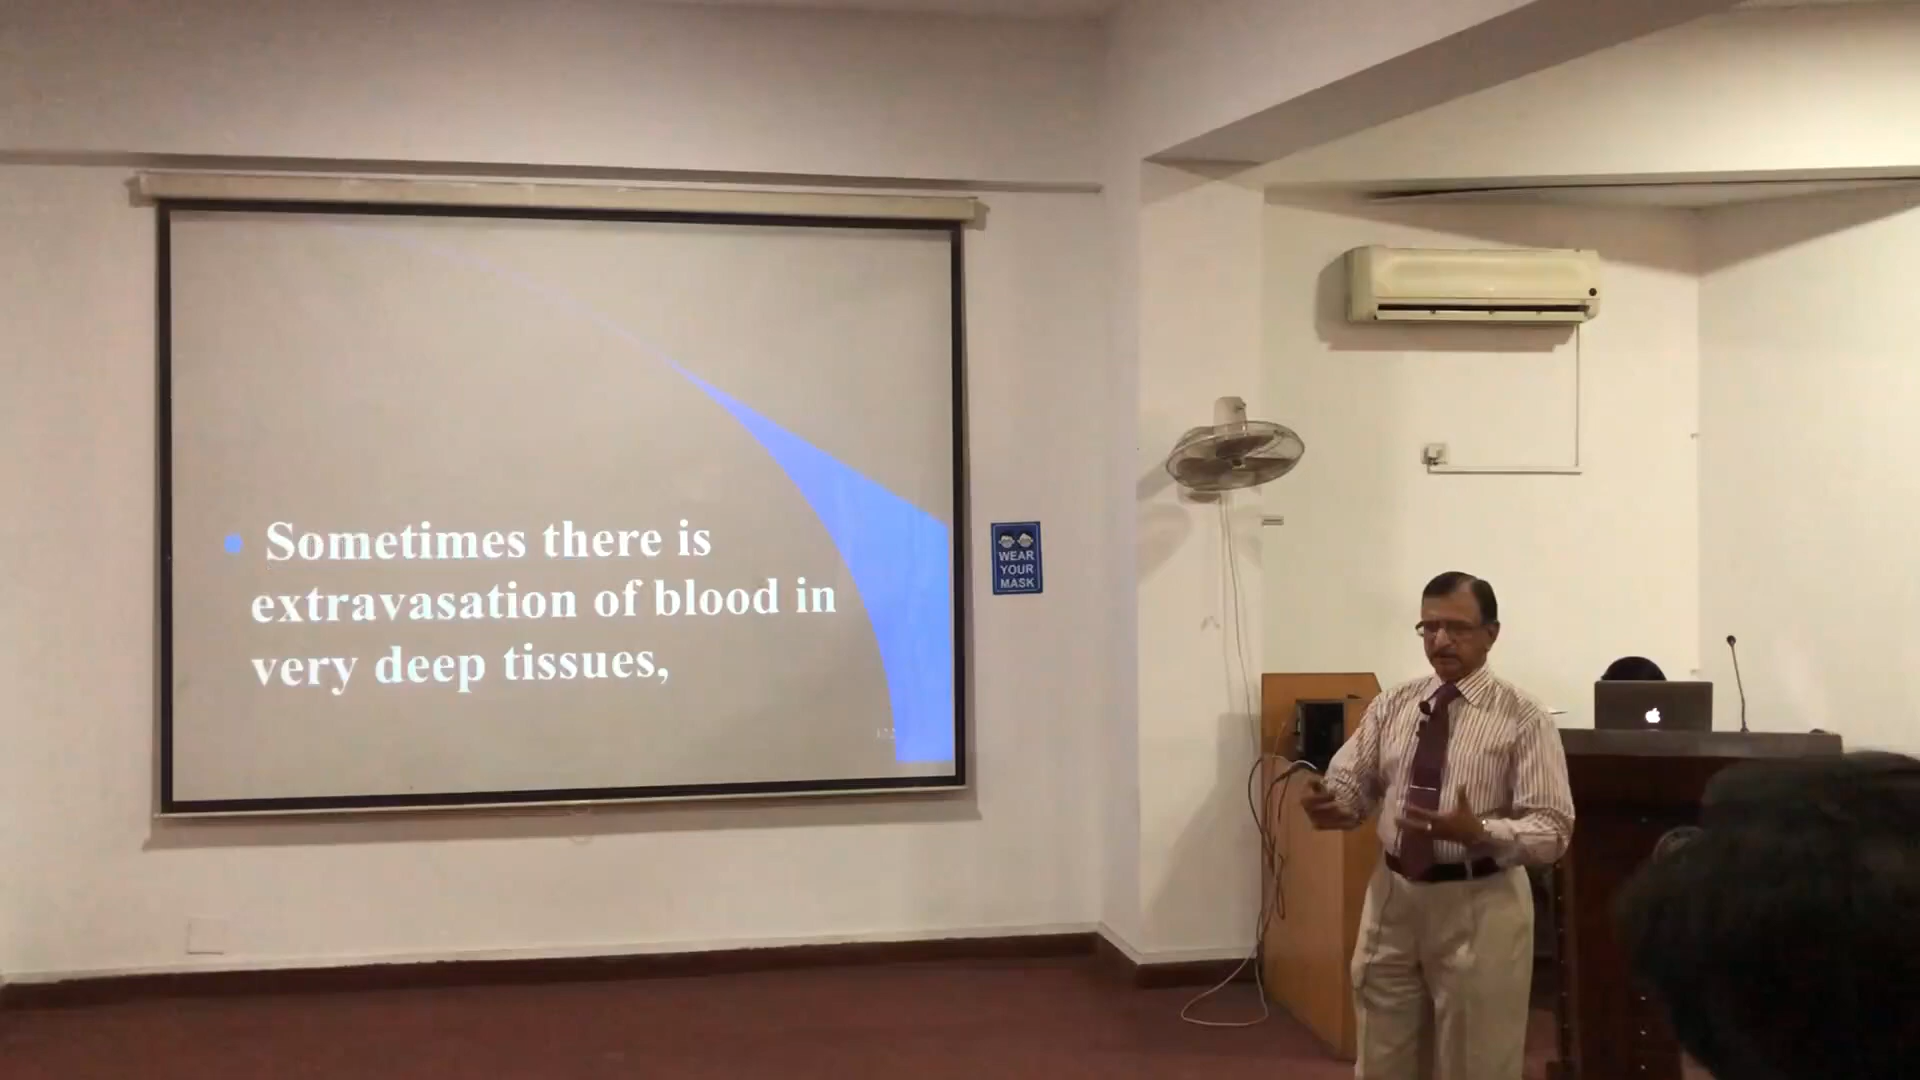 Sometimes there is
extravasation of blood in
very deep tissues,
WEAR
YOUR
MASK